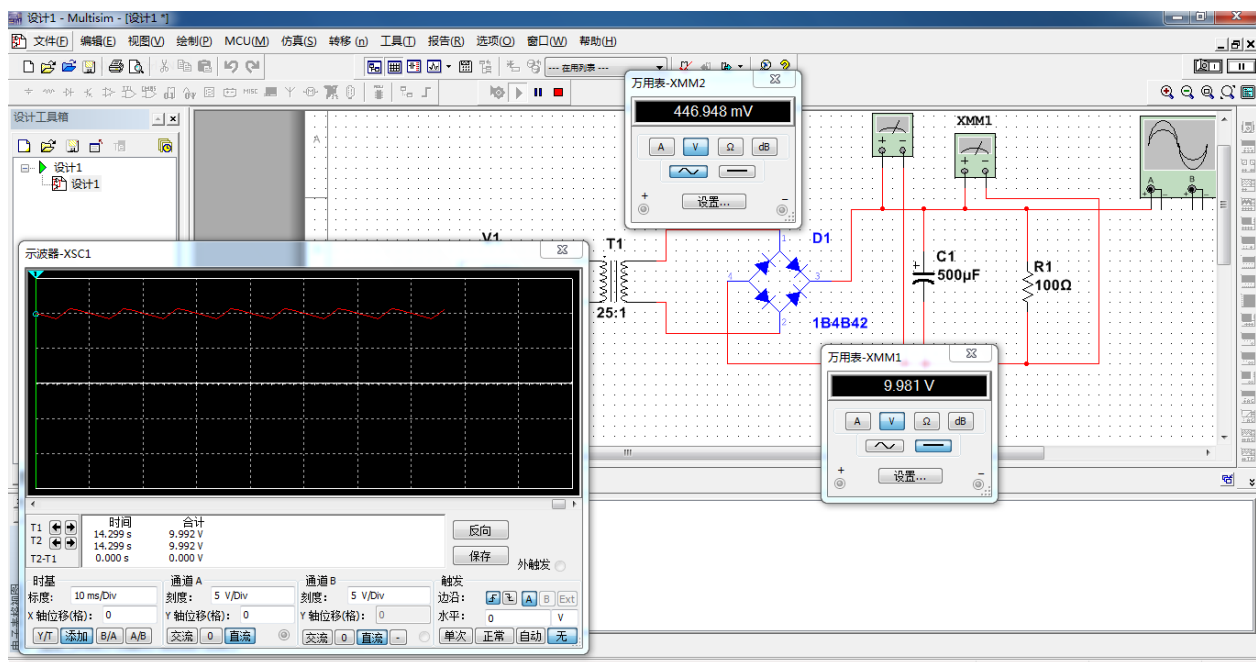 设计1 - Multisim - [设计1 *]
文件(F) 编辑(E) 视图(V) 绘制(P) MCU(M) 仿真(S) 转移(n) 工具(T) 报告(R) 选项(O) 窗口(W) 帮助(H)
--- 在用列表 ---
设计工具箱
设计1
设计1
A
万用表-XMM2
446.948 mV
A V Ω dB
+ 设置... -
XMM1
+ -
+ -
A B
V1
T1
25:1
D1
1
4 3
2
1B4B42
C1
+
500µF
R1
100Ω
万用表-XMM1
9.981 V
A V Ω dB
+ 设置... -
示波器-XSC1
时间 合计
T1 14.299 s 9.992 V
T2 14.299 s 9.992 V
T2-T1 0.000 s 0.000 V
反向
保存
外触发
时基 通道 A 通道 B 触发
标度: 10 ms/Div 刻度: 5 V/Div 刻度: 5 V/Div 边沿: A B Ext
X 轴位移(格): 0 Y 轴位移(格): 0 Y 轴位移(格): 0 水平: 0 V
Y/T 添加 B/A A/B 交流 0 直流 交流 0 直流 - 单次 正常 自动 无